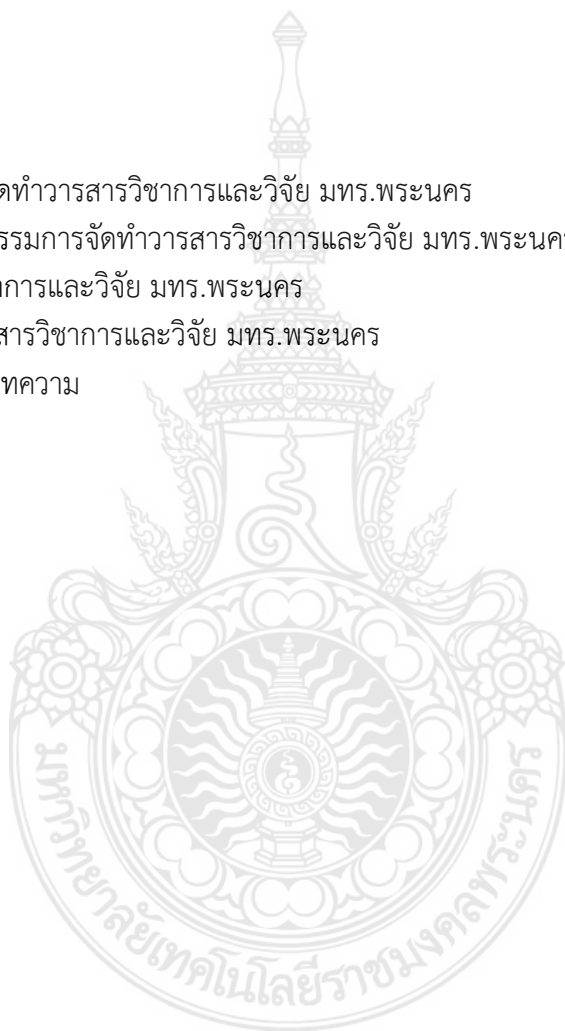 ดทำวารสารวิชาการและวิจัย มทร.พระนคร
รรมการจัดทำวารสารวิชาการและวิจัย มทร.พระนคร
าการและวิจัย มทร.พระนคร
สารวิชาการและวิจัย มทร.พระนคร
ทความ
มหาวิทยาลัยเทคโนโลยีราชมงคลพระนคร